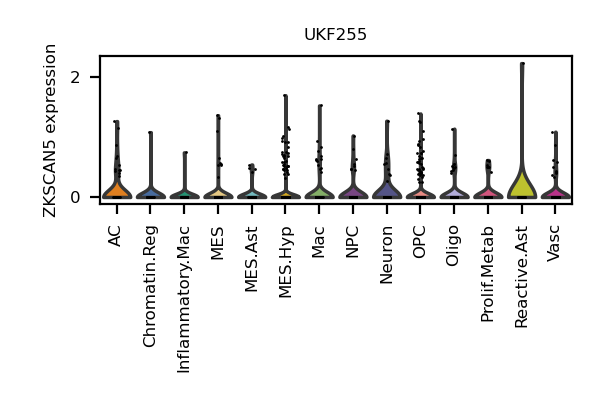 UKF255
ZKSCAN5 expression
2
0
AC
Chromatin.Reg
Inflammatory.Mac
MES
MES.Ast
MES.Hyp
Mac
NPC
Neuron
OPC
Oligo
Prolif.Metab
Reactive.Ast
Vasc